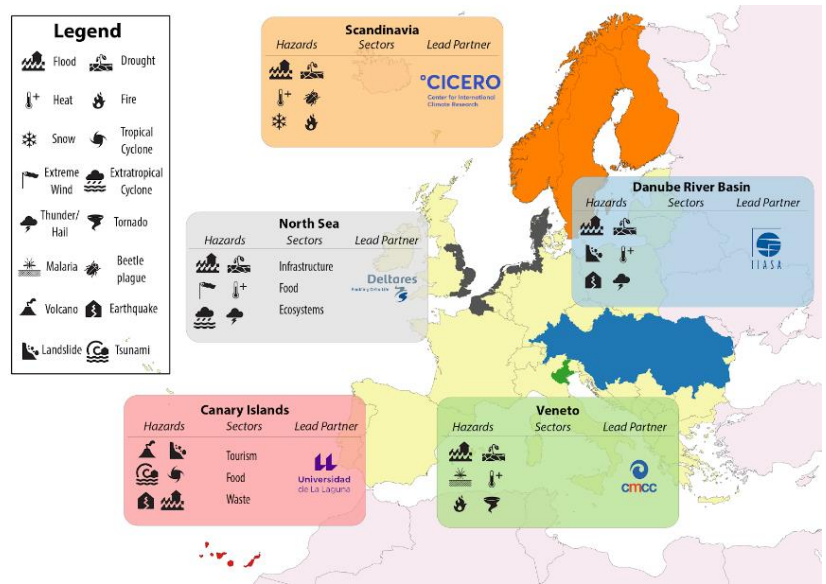 Legend
Flood
Drought
Heat
Fire
Snow
Tropical
Cyclone
Extreme
Wind
Extratropical
Cyclone
Thunder/
Hail
Tornado
Malaria
Beetle
plague
Volcano
Earthquake
Landslide
Tsunami
Scandinavia
Hazards Sectors Lead Partner
°CICERO
Center for International
Climate Research
Danube River Basin
Hazards Sectors Lead Partner
IIASA
North Sea
Hazards Sectors Lead Partner
Infrastructure
Food
Ecosystems
Deltares
Canary Islands
Hazards Sectors Lead Partner
Tourism
Food
Waste
Universidad
de La Laguna
Veneto
Hazards Sectors Lead Partner
cmcc